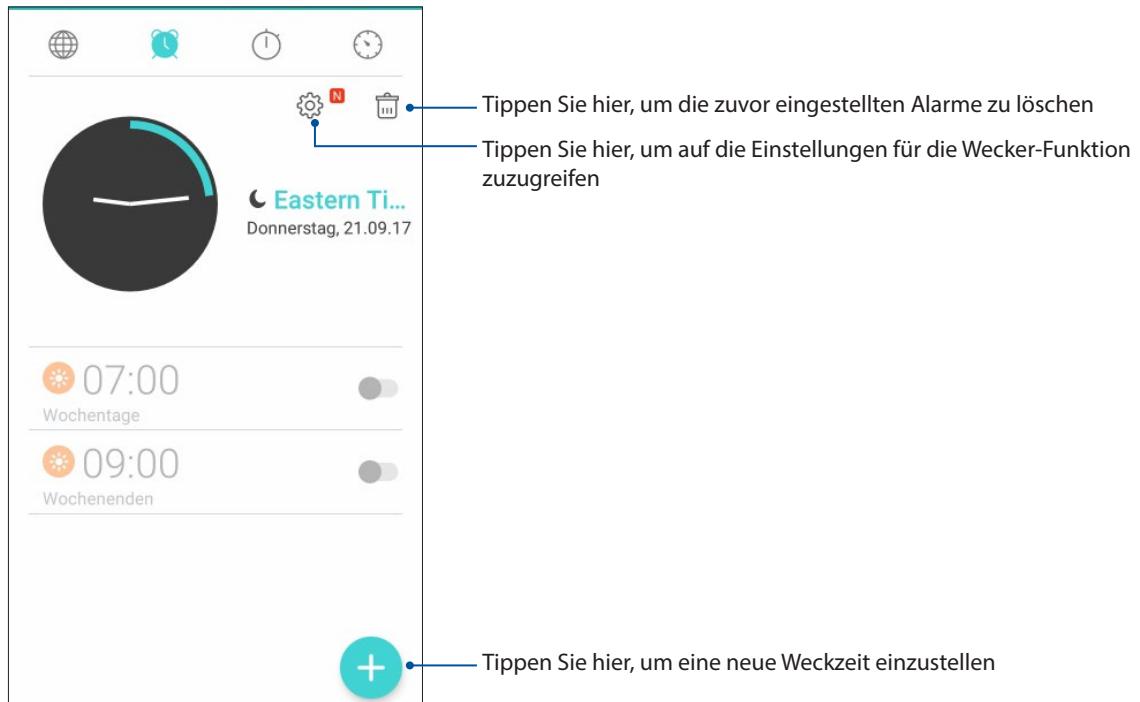 N
Tippen Sie hier, um die zuvor eingestellten Alarme zu löschen
Tippen Sie hier, um auf die Einstellungen für die Wecker-Funktion
zuzugreifen
Eastern Ti...
Donnerstag, 21.09.17
07:00
Wochentage
09:00
Wochenenden
Tippen Sie hier, um eine neue Weckzeit einzustellen